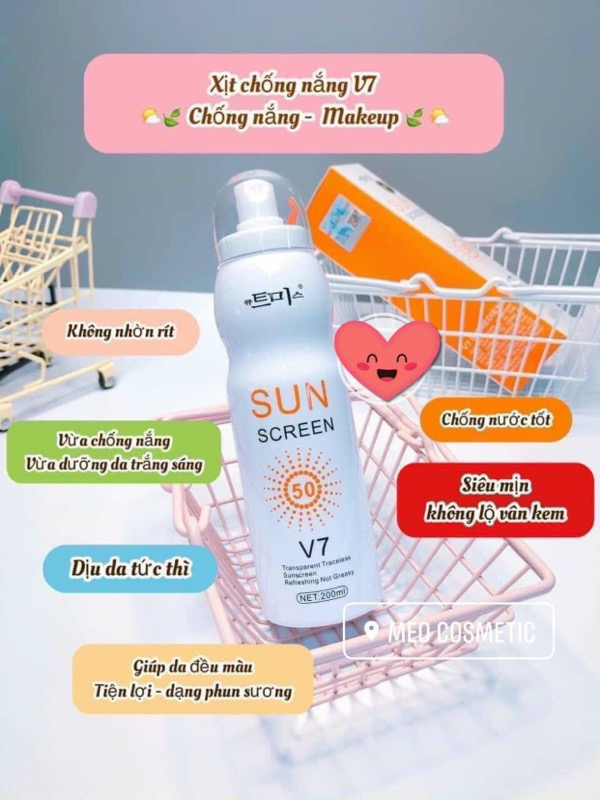 Xịt chống nắng V7
Chống nắng - Makeup
Không nhờn rít
Vừa chống nắng
Vừa dưỡng da trắng sáng
Dịu da tức thì
Giúp da đều màu
Tiện lợi - dạng phun sương
Chống nước tốt
Siêu mịn
không lộ vân kem
트미스
SUN
SCREEN
50
V7
Transparent Traceless
Sunscreen
Refreshing Not Greasy
NET:200ml
SUN
MED COSMETIC